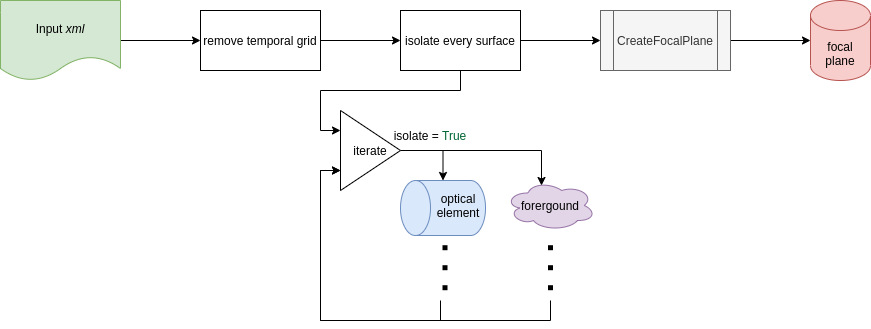 Input xml
remove temporal grid
isolate every surface
CreateFocalPlane
focal
plane
isolate = True
iterate
optical
element
forergound